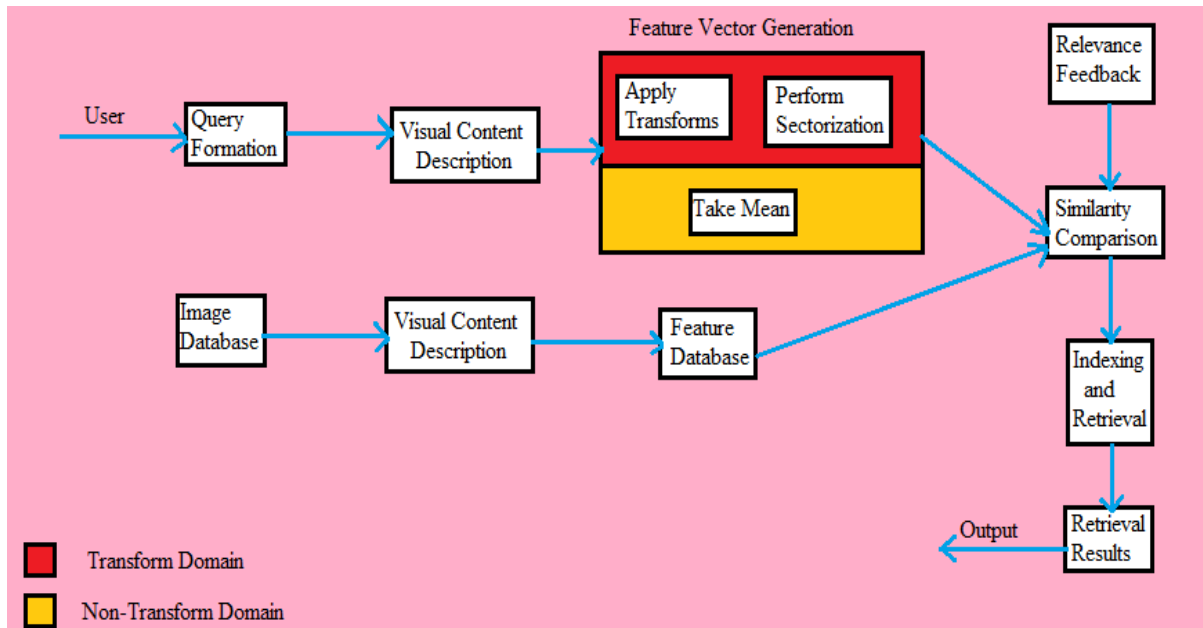 Feature Vector Generation
Relevance
Feedback
User
Query
Formation
Visual Content
Description
Apply
Transforms
Perform
Sectorization
Take Mean
Similarity
Comparison
Image
Database
Visual Content
Description
Feature
Database
Indexing
and
Retrieval
Retrieval
Results
Output
Transform Domain
Non-Transform Domain